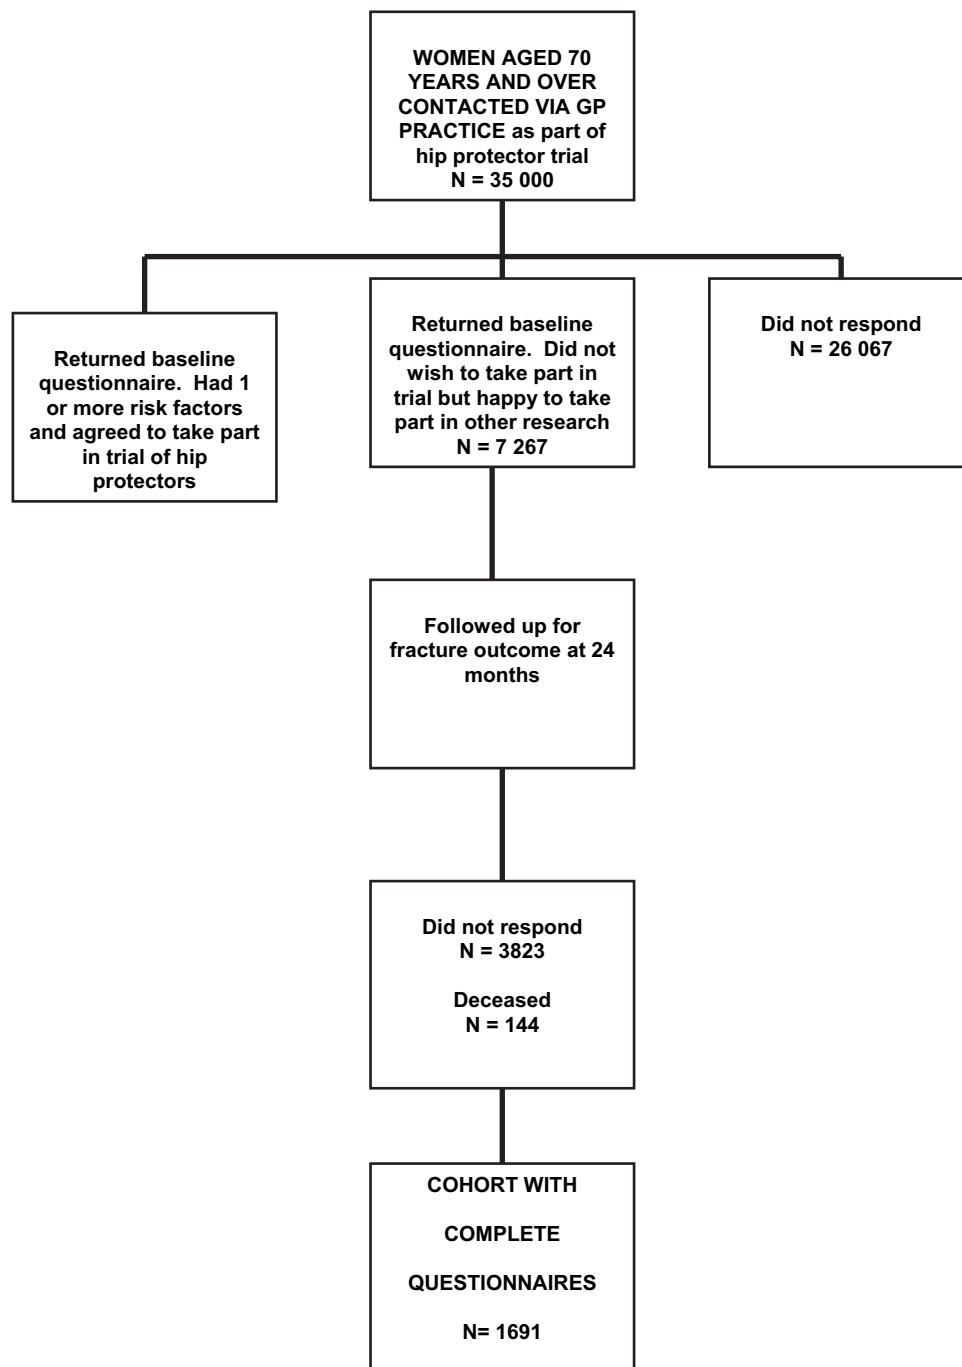 WOMEN AGED 70
YEARS AND OVER
CONTACTED VIA GP
PRACTICE as part of
hip protector trial
N = 35 000
Returned baseline
questionnaire. Had 1
or more risk factors
and agreed to take part
in trial of hip
protectors
Returned baseline
questionnaire. Did not
wish to take part in
trial but happy to take
part in other research
N = 7 267
Did not respond
N = 26 067
Followed up for
fracture outcome at 24
months
Did not respond
N = 3823
Deceased
N = 144
COHORT WITH
COMPLETE
QUESTIONNAIRES
N= 1691